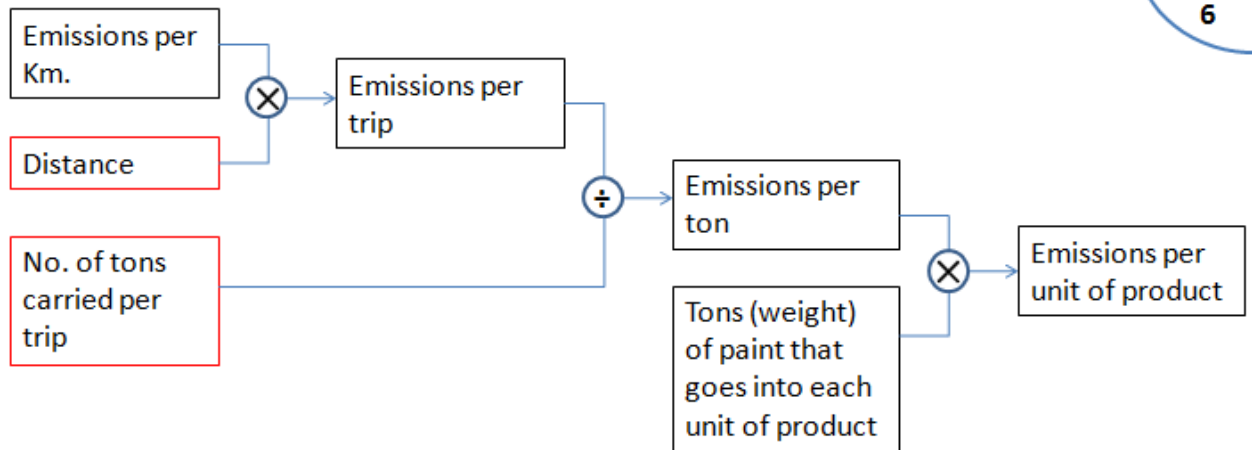 6
Emissions per
Km.
×
Emissions per
trip
Distance
÷
Emissions per
ton
No. of tons
carried per
trip
×
Emissions per
unit of product
Tons (weight)
of paint that
goes into each
unit of product